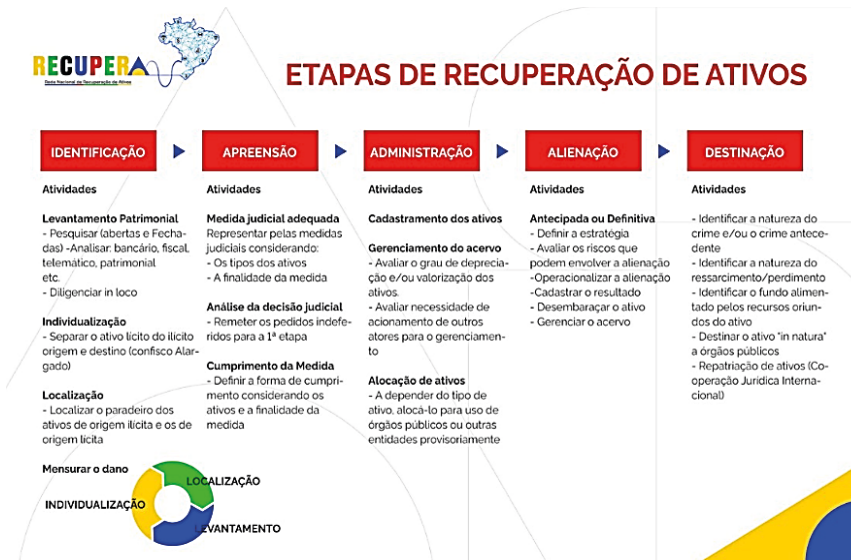 RECUPERA
Rede Nacional de Recuperação de Ativos
ETAPAS DE RECUPERAÇÃO DE ATIVOS
IDENTIFICAÇÃO
Atividades
Levantamento Patrimonial
- Pesquisar (abertas e Fecha-
das) -Analisar: bancário, fiscal,
telemático, patrimonial
etc.
- Diligenciar in loco
Individualização
- Separar o ativo lícito do ilícito
origem e destino (confisco Alar-
gado)
Localização
- Localizar o paradeiro dos
ativos de origem ilícita e os de
origem lícita
Mensurar o dano
LOCALIZAÇÃO
INDIVIDUALIZAÇÃO
LEVANTAMENTO
APREENSÃO
Atividades
Medida judicial adequada
Representar pelas medidas
judiciais considerando:
- Os tipos dos ativos
- A finalidade da medida
Análise da decisão judicial
- Remeter os pedidos indefe-
ridos para a 1ª etapa
Cumprimento da Medida
- Definir a forma de cumpri-
mento considerando os
ativos e a finalidade da
medida
ADMINISTRAÇÃO
Atividades
Cadastramento dos ativos
Gerenciamento do acervo
- Avaliar o grau de deprecia-
ção e/ou valorização dos
ativos.
- Avaliar necessidade de
acionamento de outros
atores para o gerenciamen-
to
Alocação de ativos
- A depender do tipo de
ativo, alocá-lo para uso de
órgãos públicos ou outras
entidades provisoriamente
ALIENAÇÃO
Atividades
Antecipada ou Definitiva
- Definir a estratégia
- Avaliar os riscos que
podem envolver a alienação
-Operacionalizar a alienação
-Cadastrar o resultado
- Desembaraçar o ativo
- Gerenciar o acervo
DESTINAÇÃO
Atividades
- Identificar a natureza do
crime e/ou o crime antece-
dente
- Identificar a natureza do
ressarcimento/perdimento
- Identificar o fundo alimen-
tado pelos recursos oriun-
dos do ativo
- Destinar o ativo "in natura"
a órgãos públicos
- Repatriação de ativos (Co-
operação Jurídica Interna-
cional)